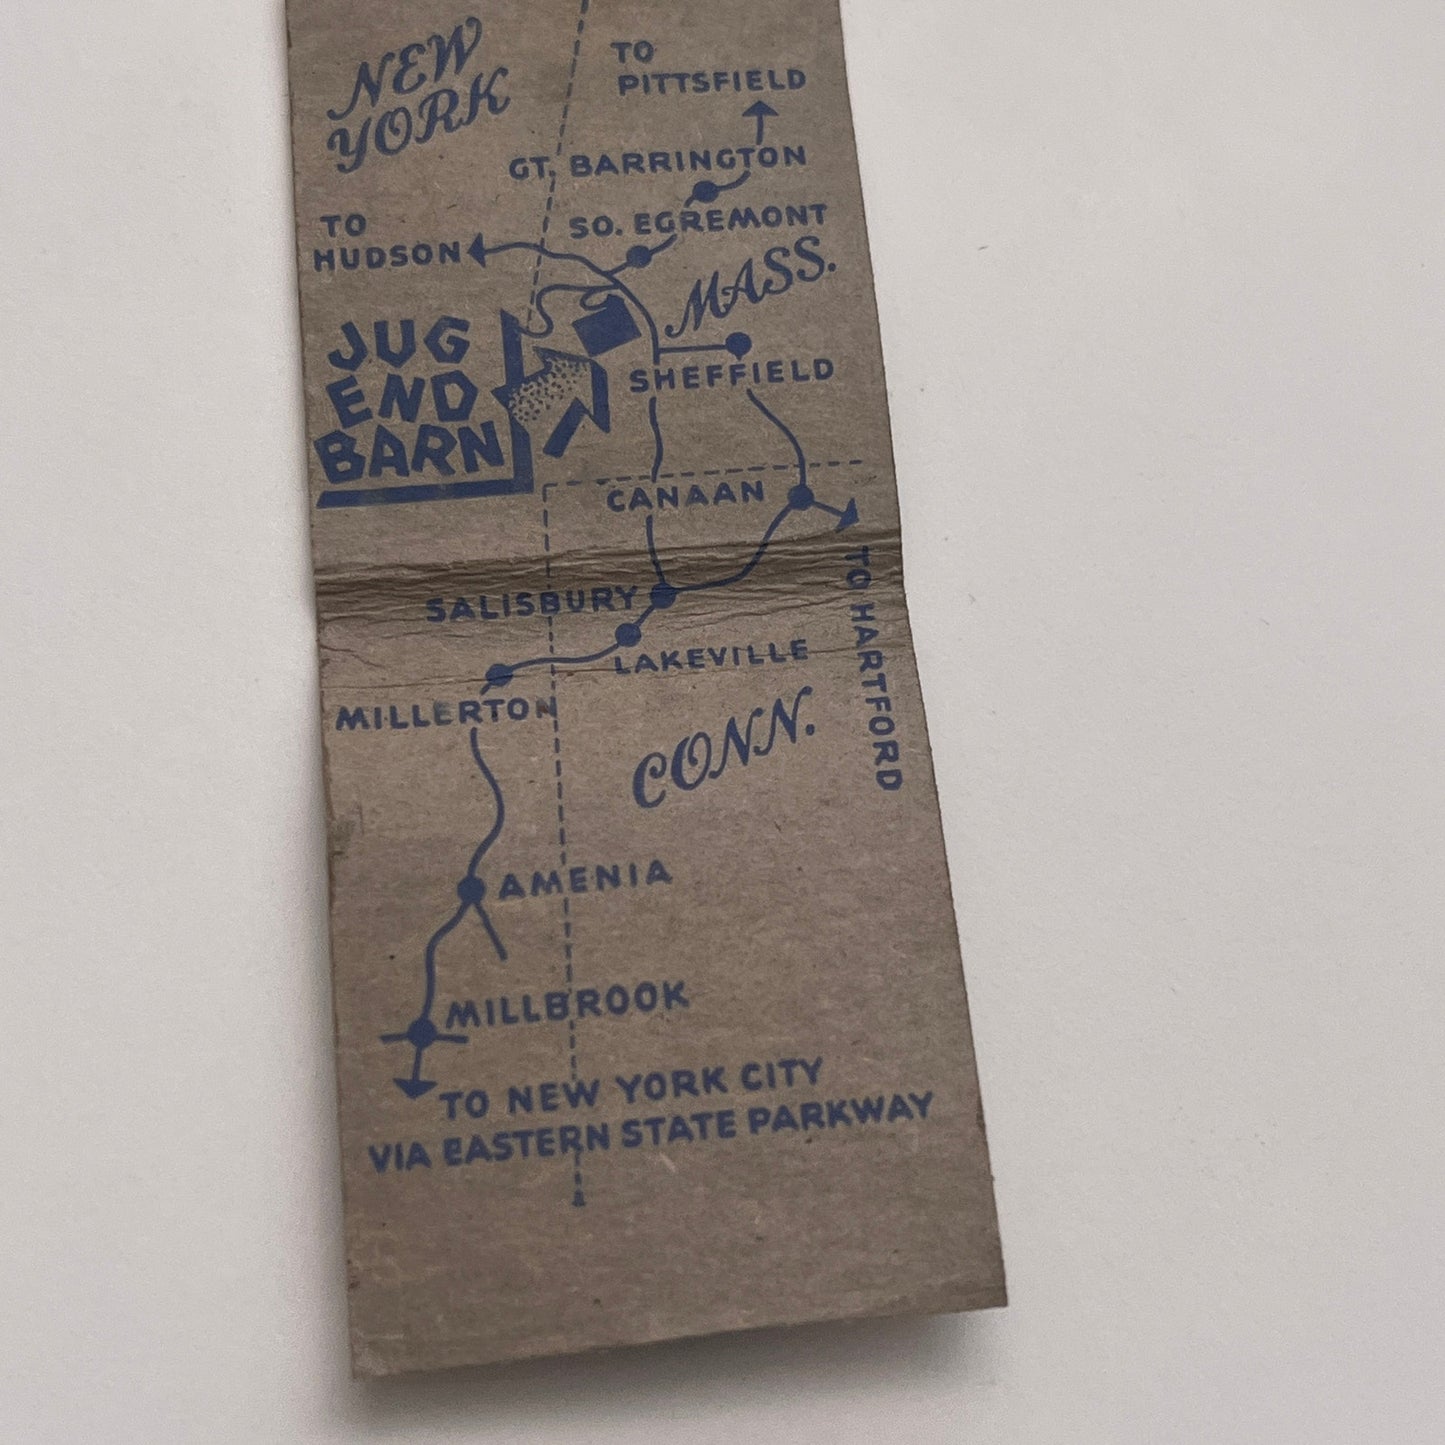 NEW
YORK
TO
PITTSFIELD
GT. BARRINGTON
TO
HUDSON
SO. EGREMONT
MASS.
JUG
END
BARN
SHEFFIELD
CANAAN
SALISBURY
LAKEVILLE
TO HARTFORD
MILLERTON
CONN.
AMENIA
MILLBROOK
TO NEW YORK CITY
VIA EASTERN STATE PARKWAY